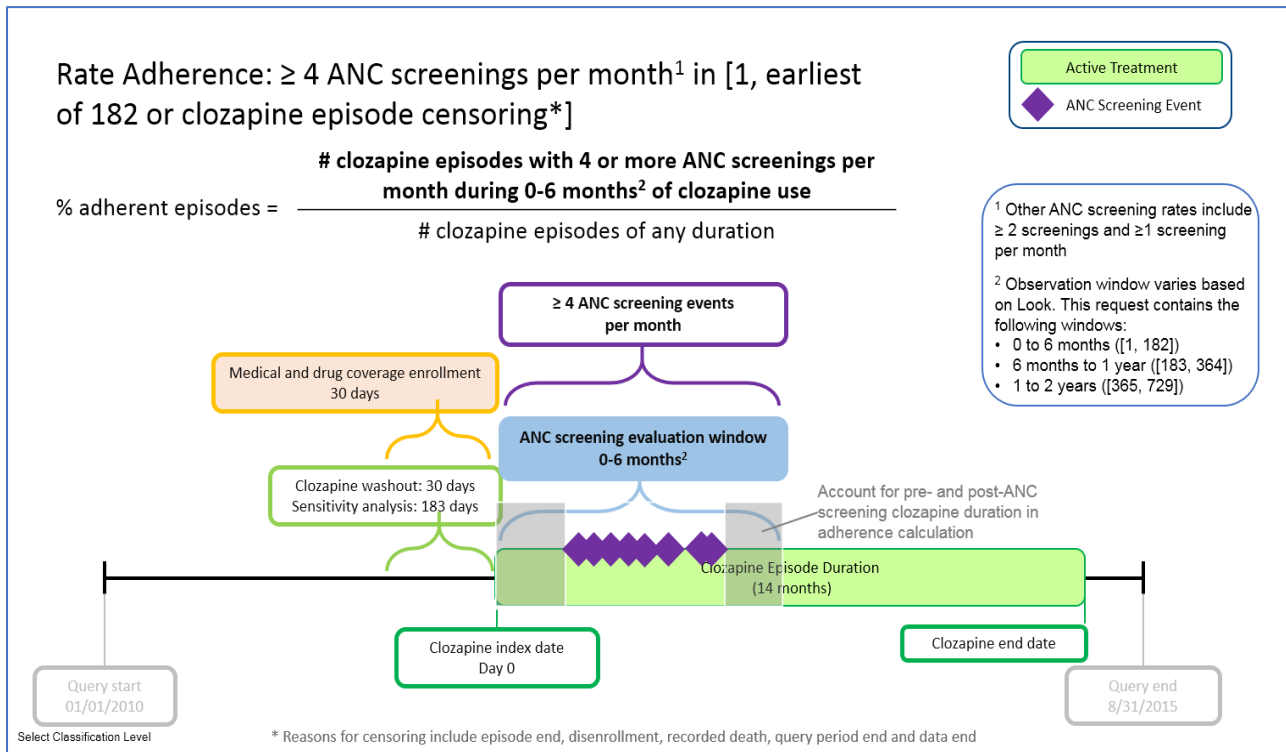 Rate Adherence: ≥ 4 ANC screenings per month¹ in [1, earliest
of 182 or clozapine episode censoring*]
% adherent episodes =
# clozapine episodes with 4 or more ANC screenings per
month during 0-6 months² of clozapine use
# clozapine episodes of any duration
Active Treatment
ANC Screening Event
¹ Other ANC screening rates include
≥ 2 screenings and ≥1 screening
per month
² Observation window varies based
on Look. This request contains the
following windows:
• 0 to 6 months ([1, 182])
• 6 months to 1 year ([183, 364])
• 1 to 2 years ([365, 729])
≥ 4 ANC screening events
per month
Medical and drug coverage enrollment
30 days
ANC screening evaluation window
0-6 months²
Clozapine washout: 30 days
Sensitivity analysis: 183 days
Account for pre- and post-ANC
screening clozapine duration in
adherence calculation
Clozapine Episode Duration
(14 months)
Clozapine index date
Day 0
Clozapine end date
Query start
01/01/2010
Query end
8/31/2015
Select Classification Level
* Reasons for censoring include episode end, disenrollment, recorded death, query period end and data end